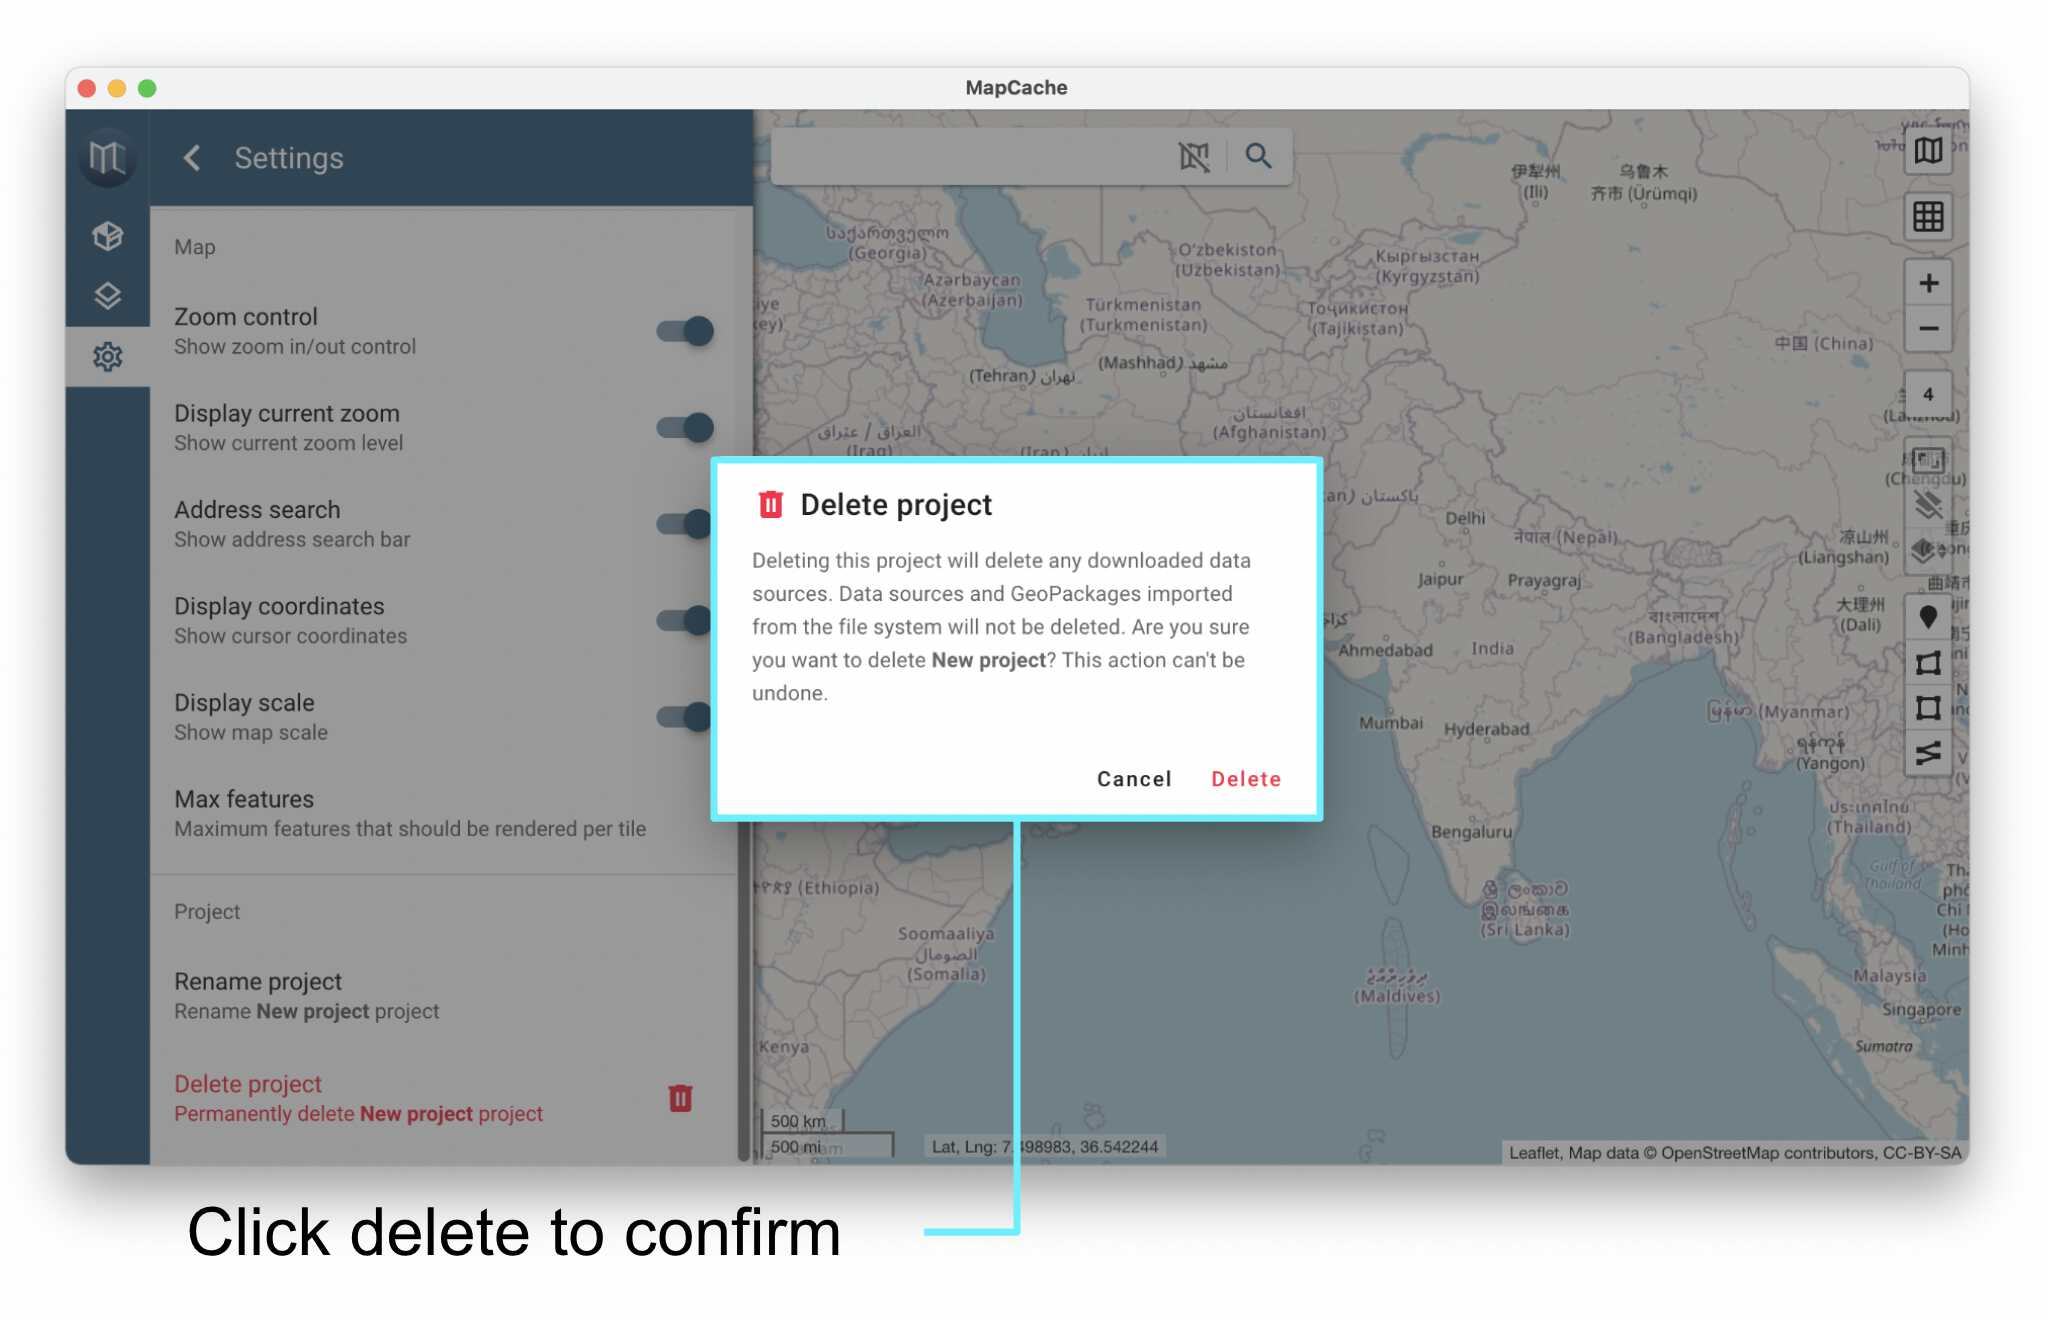 MapCache
Settings
Map
Zoom control
Show zoom in/out control
Display current zoom
Show current zoom level
Address search
Show address search bar
Display coordinates
Show cursor coordinates
Display scale
Show map scale
Max features
Maximum features that should be rendered per tile
Project
Rename project
Rename New project project
Delete project
Permanently delete New project project
Delete project
Deleting this project will delete any downloaded data
sources. Data sources and GeoPackages imported
from the file system will not be deleted. Are you sure
you want to delete New project? This action can't be
undone.
Cancel Delete
伊犁州
(Ili)
乌鲁木
齐市 (Ürümqi)
საქართველო
(Georgia)
Azərbaycan
(Azerbaijan)
Oʻzbekiston
(Uzbekistan)
Кыргызстан
(Kyrgyzstan)
Türkmenistan
(Turkmenistan)
Тоҷикистон
(Tajikistan)
中国 (China)
(Mashhad) مشهد
(Tehran) تهران
افغانستان
(Afghanistan)
العراق / عێراق
(Iraq)
(Iran) ایران
پاکستان
Delhi
नेपाल (Nepal)
Jaipur
Prayagraj
凉山州
(Liangshan)
大理州
(Dali)
বাংলাদেশ
(Bangladesh)
Ahmedabad
India
Mumbai
Hyderabad
မြန်မာ (Myanmar)
ရန်ကုန်
(Yangon)
ประเทศไทย
(Thailand)
Bengaluru
Gulf of
Thailand
ශ්‍රී ලංකාව
இலங்கை
(Sri Lanka)
(Ethiopia)
Soomaaliya
الصومال
(Somalia)
(Maldives)
Malaysia
Singapore
Sumatra
Kenya
4
+
−
500 km
500 mi
Lat, Lng: 7.498983, 36.542244
Leaflet, Map data © OpenStreetMap contributors, CC-BY-SA
Click delete to confirm